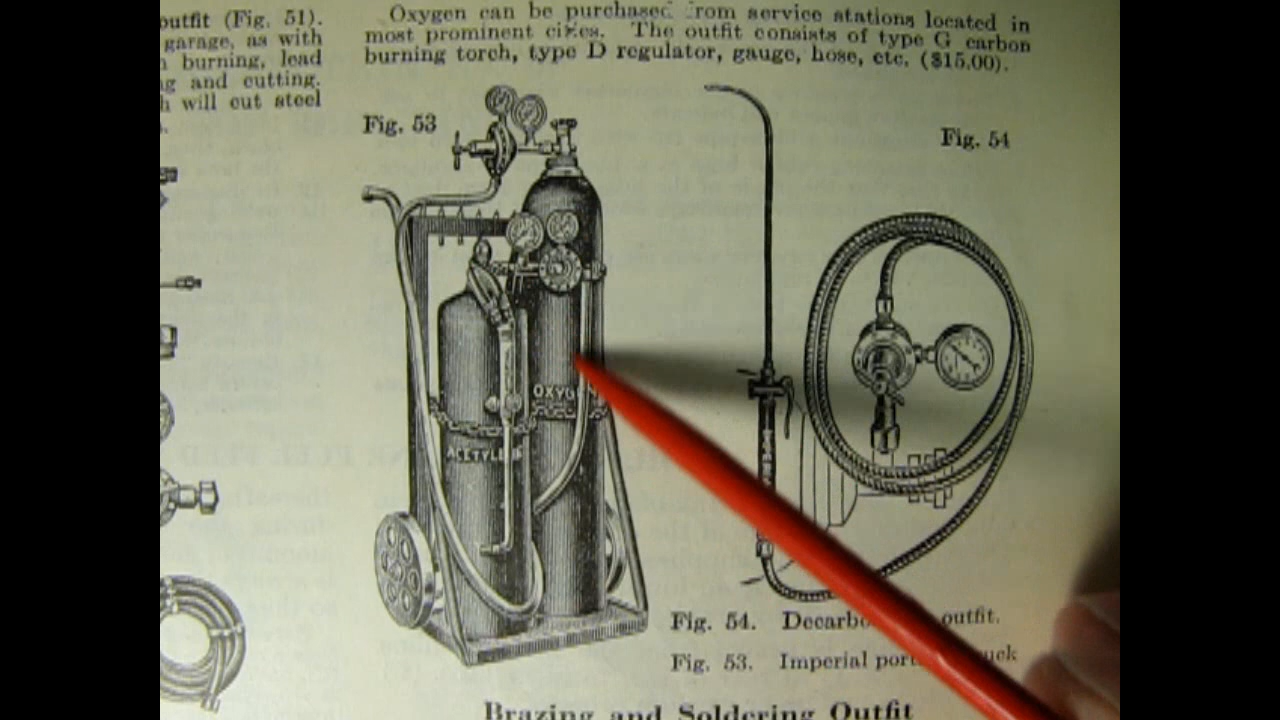 outfit (Fig. 51).
garage, as with
burning, lead
and cutting.
will cut steel
Oxygen can be purchased from service stations located in
most prominent cities. The outfit consists of type G carbon
burning torch, type D regulator, gauge, hose, etc. ($15.00).
Fig. 53
Fig. 54
OXYG
ACETYLENE
Fig. 54. Decarbo outfit.
Fig. 53. Imperial port
Brazing and Soldering Outfit